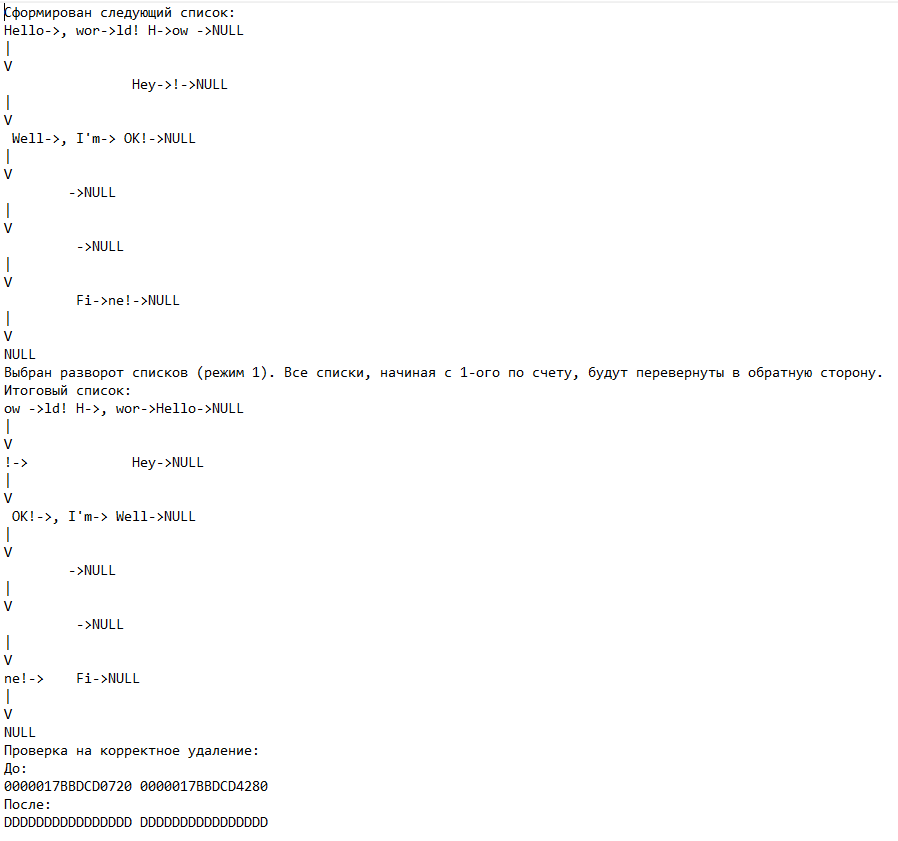 Сформирован следующий список:
Hello->, wor->ld! H->ow ->NULL
|
V
                Hey->!->NULL
|
V
 Well->, I'm-> OK!->NULL
|
V
        ->NULL
|
V
         ->NULL
|
V
         Fi->ne!->NULL
|
V
NULL
Выбран разворот списков (режим 1). Все списки, начиная с 1-ого по счету, будут перевернуты в обратную сторону.
Итоговый список:
ow ->ld! H->, wor->Hello->NULL
|
V
!->             Hey->NULL
|
V
 OK!->, I'm-> Well->NULL
|
V
        ->NULL
|
V
         ->NULL
|
V
ne!->    Fi->NULL
|
V
NULL
Проверка на корректное удаление:
До:
0000017BBDCD0720 0000017BBDCD4280
После:
DDDDDDDDDDDDDDDD DDDDDDDDDDDDDDDD